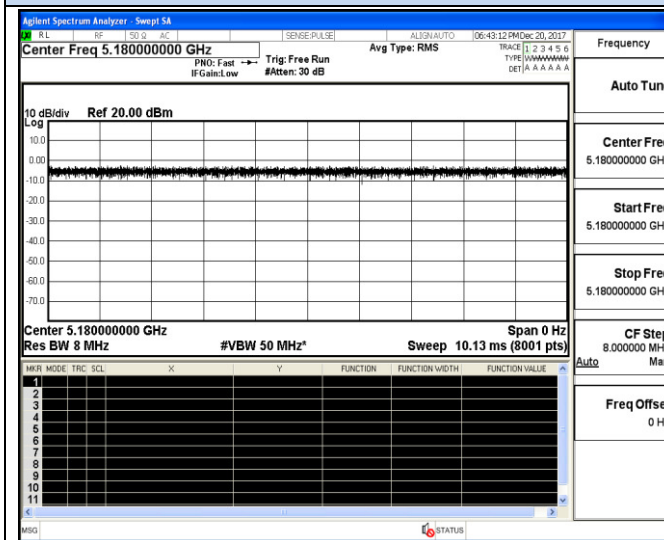 Agilent Spectrum Analyzer - Swept SA
RL RF 50 Ω AC SENSE:PULSE ALIGNAUTO 06:43:12 PM Dec 20, 2017
Center Freq 5.180000000 GHz
PNO: Fast
IFGain:Low
Trig: Free Run
#Atten: 30 dB
Avg Type: RMS
TRACE 1 2 3 4 5 6
TYPE
DET A A A A A A
10 dB/div Ref 20.00 dBm
Log
10.0
0.00
-10.0
-20.0
-30.0
-40.0
-50.0
-60.0
-70.0
Center 5.180000000 GHz Span 0 Hz
Res BW 8 MHz #VBW 50 MHz* Sweep 10.13 ms (8001 pts)
MKR MODE TRC SCL X Y FUNCTION FUNCTION WIDTH FUNCTION VALUE
1
2
3
4
5
6
7
8
9
10
11
MSG STATUS
Frequency
Auto Tun
Center Fre
5.180000000 GH
Start Fre
5.180000000 GH
Stop Fre
5.180000000 GH
CF Step
8.000000 MH
Auto Ma
Freq Offse
0 H